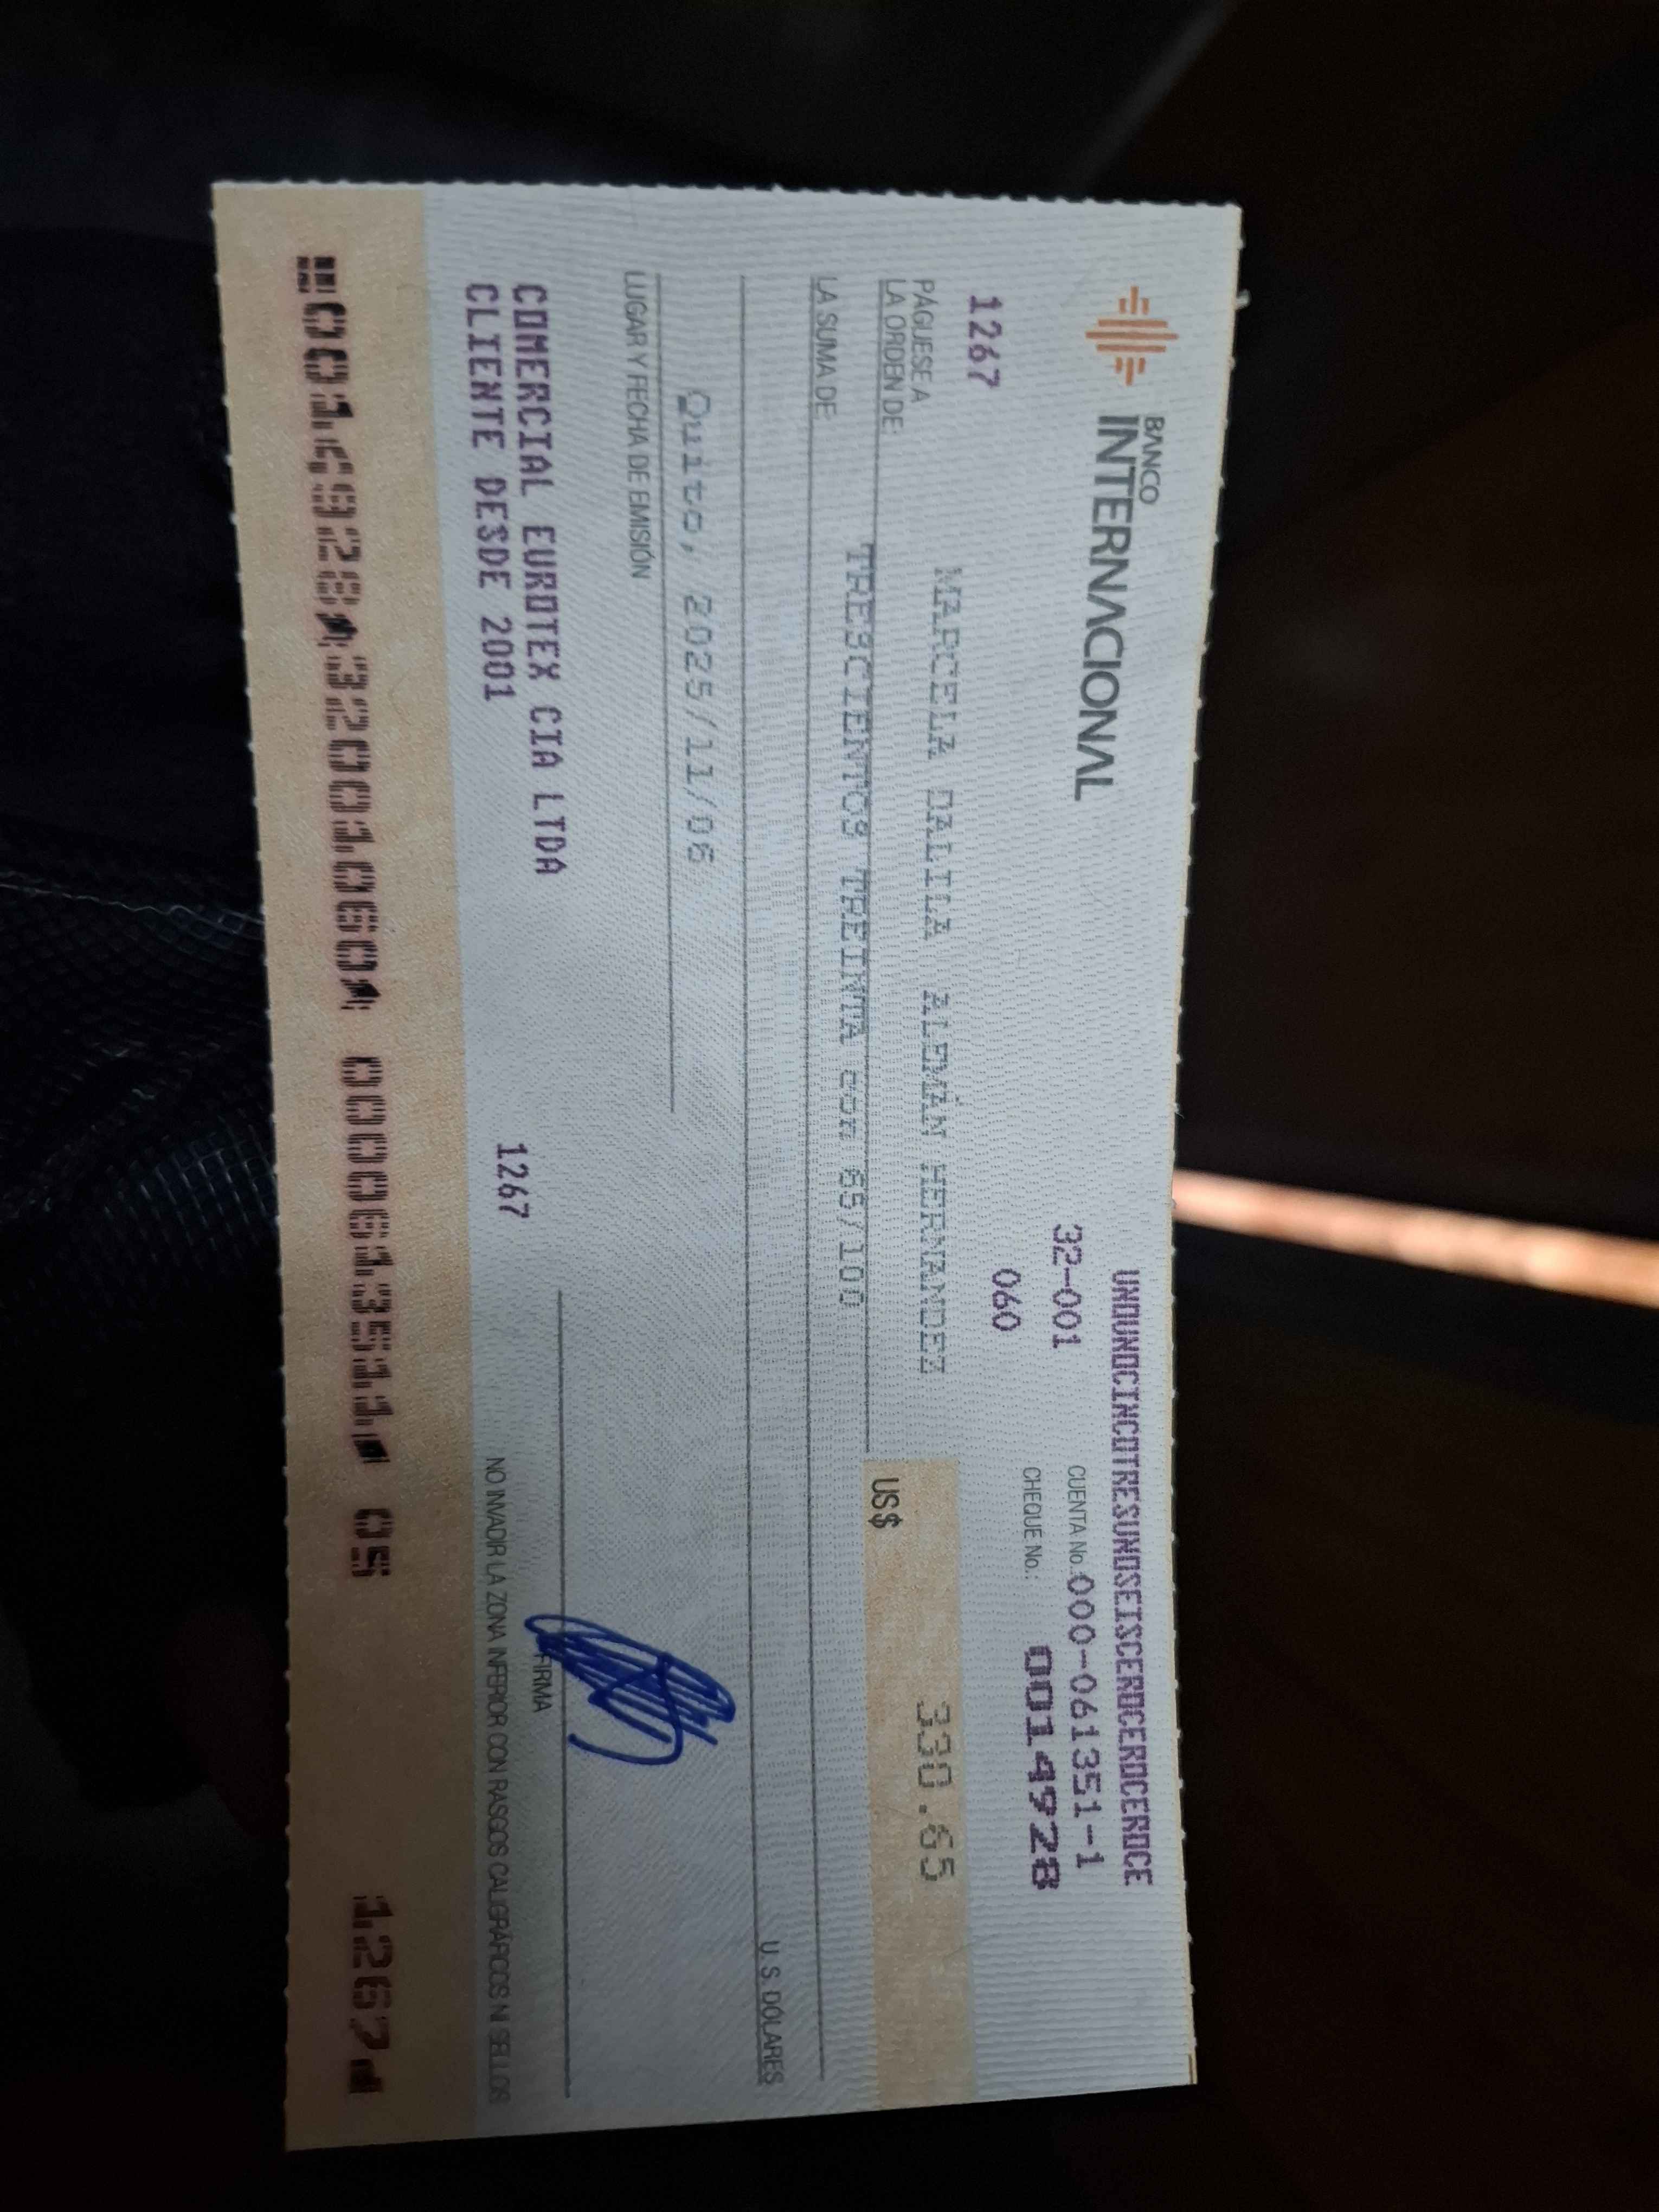 BANCO
INTERNACIONAL
UNOUNOCINCOTRESUNOSEISCEROCEROCEROCE
32-001
CUENTA No. 000-061351-1
060
CHEQUE No.: 0014928
1267
PÁGUESE A
LA ORDEN DE:
MARCELA DALILA ALEMÁN HERNANDEZ
US$ 330.65
LA SUMA DE:
TRESCIENTOS TREINTA con 65/100
U. S. DÓLARES
Quito, 2025/11/06
LUGAR Y FECHA DE EMISIÓN
COMERCIAL EUROTEX CIA LTDA
CLIENTE DESDE 2001
1267
FIRMA
NO INVADIR LA ZONA INFERIOR CON RASGOS CALIGRÁFICOS NI SELLOS
⑈0014928⑆32001060⑆ 000613511⑈ 05 1267⑈